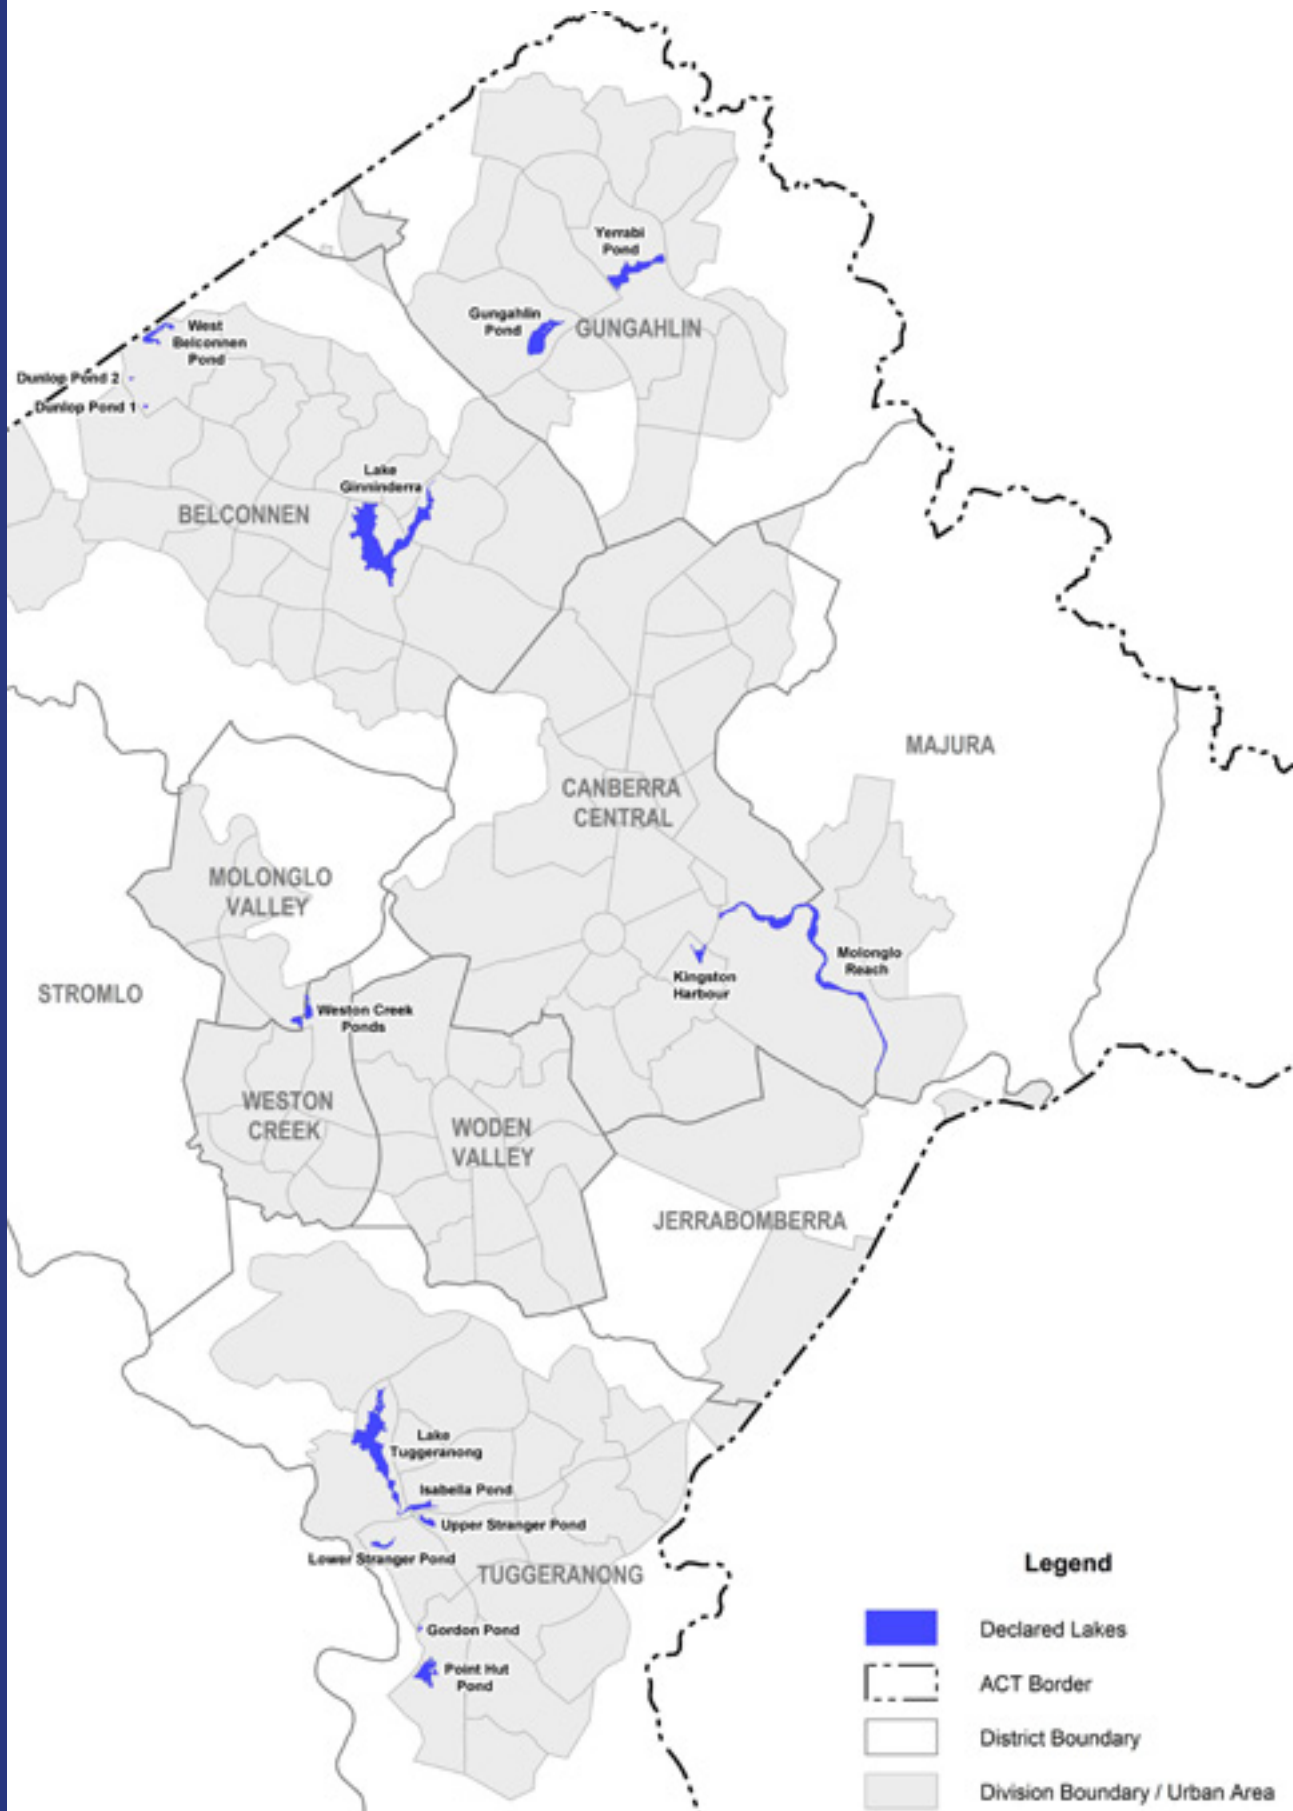 Yerrabi
Pond
Gungahlin
Pond
GUNGAHLIN
West
Belconnen
Pond
Dunlop Pond 2
Dunlop Pond 1
Lake
Ginninderra
BELCONNEN
MAJURA
CANBERRA
CENTRAL
MOLONGLO
VALLEY
Molonglo
Reach
Kingston
Harbour
STROMLO
Weston Creek
Ponds
WESTON
CREEK
WODEN
VALLEY
JERRABOMBERRA
Lake
Tuggeranong
Isabella Pond
Upper Stranger Pond
Lower Stranger Pond
TUGGERANONG
Gordon Pond
Point Hut
Pond
Legend
Declared Lakes
ACT Border
District Boundary
Division Boundary / Urban Area